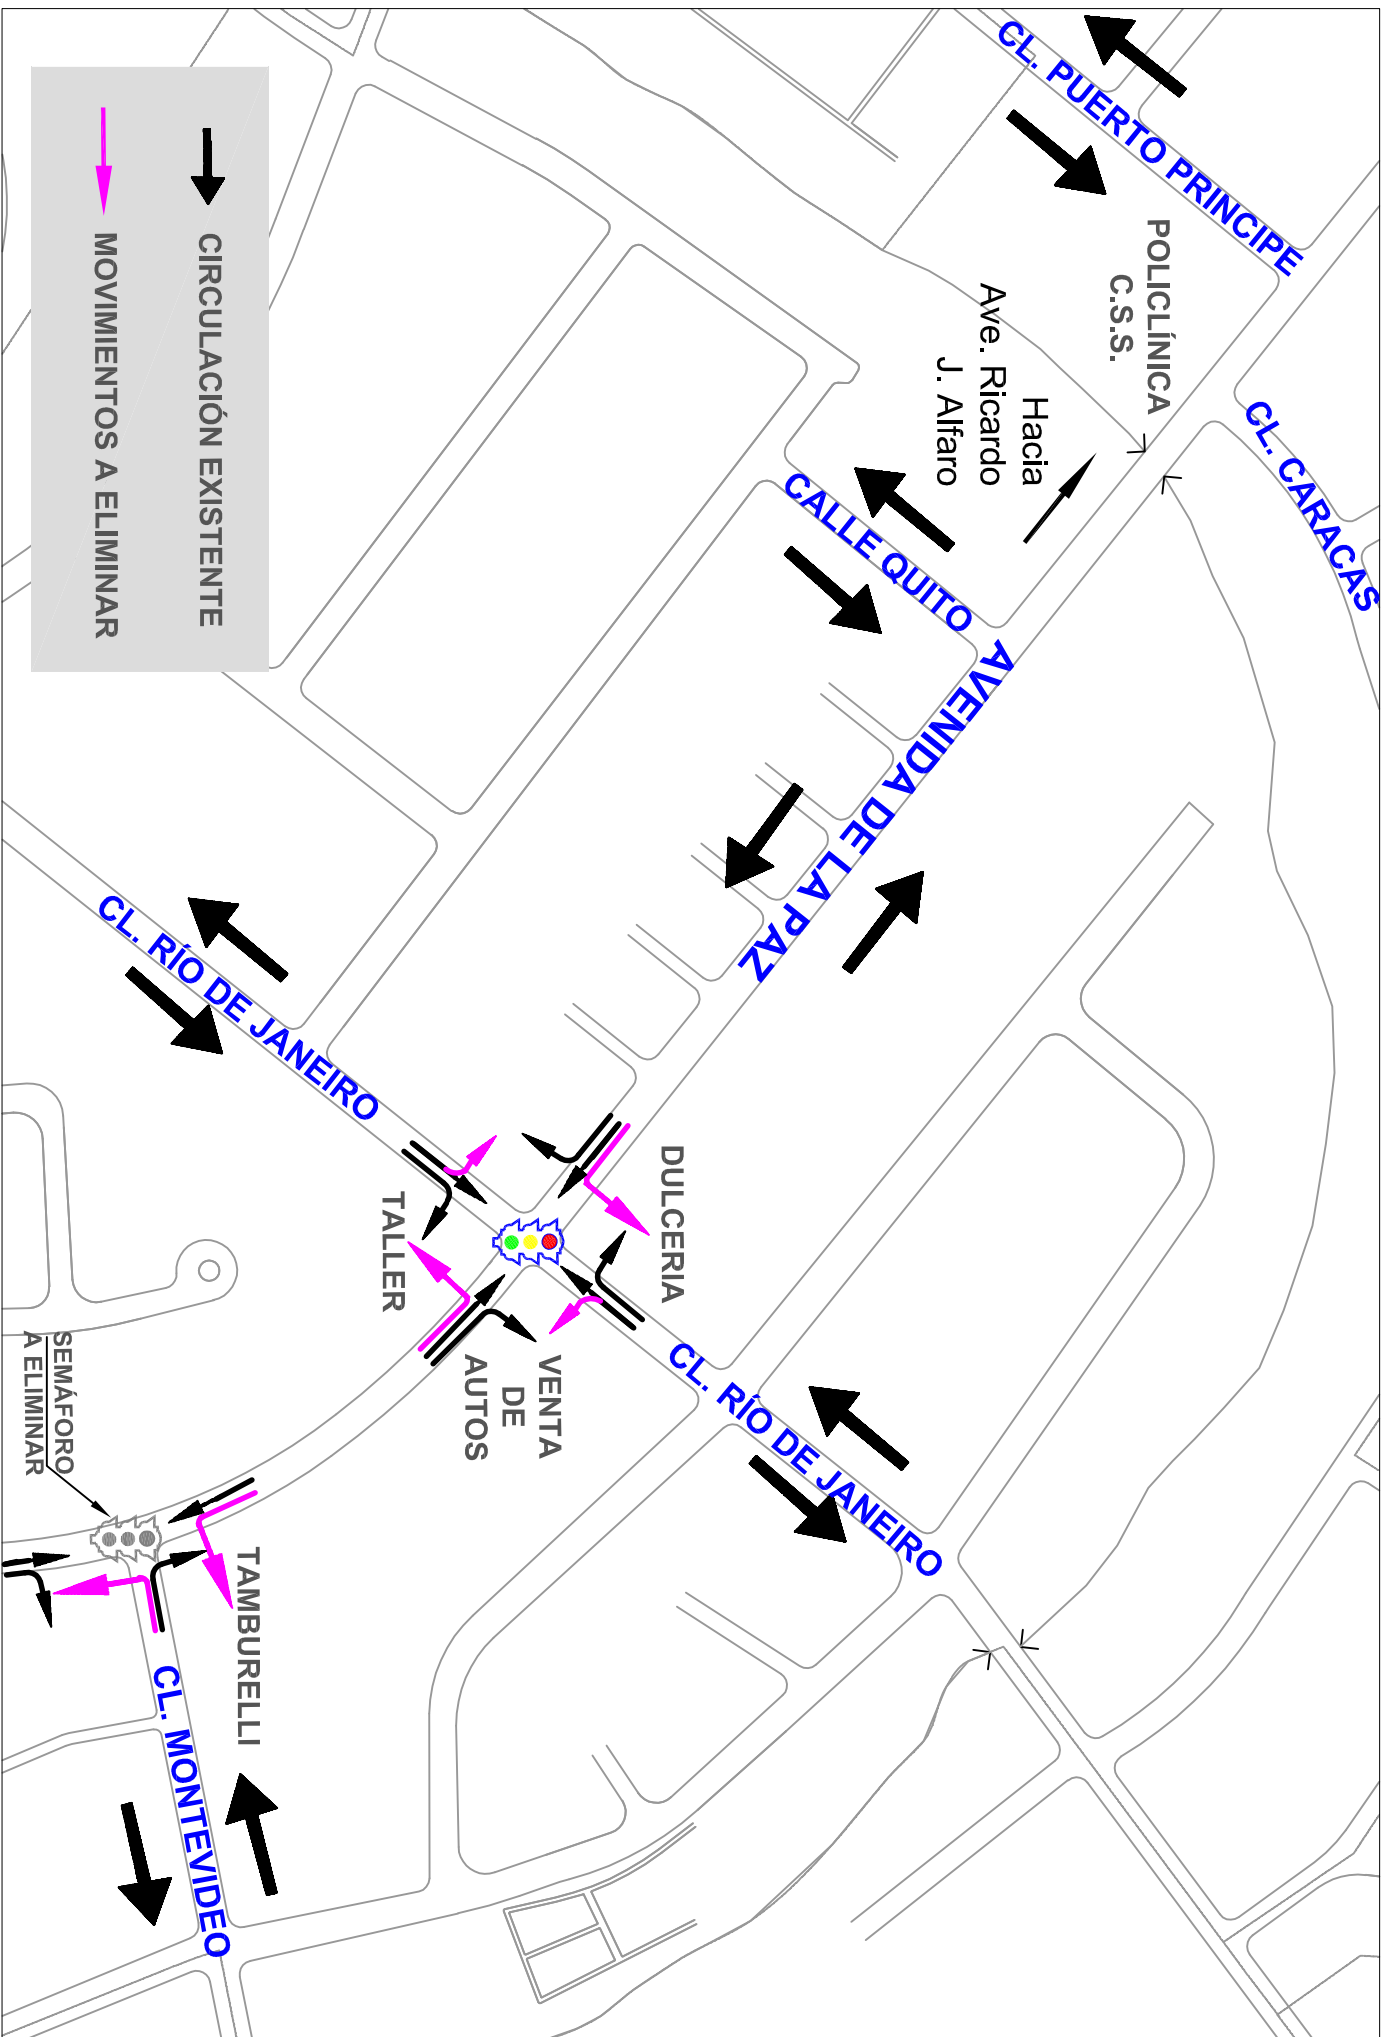 CL. PUERTO PRINCIPE
POLICLÍNICA
C.S.S.
CL. CARACAS
Hacia
Ave. Ricardo
J. Alfaro
CALLE QUITO
AVENIDA DE LA PAZ
CIRCULACIÓN EXISTENTE
MOVIMIENTOS A ELIMINAR
CL. RÍO DE JANEIRO
DULCERIA
TALLER
VENTA
DE
AUTOS
CL. RÍO DE JANEIRO
SEMÁFORO
A ELIMINAR
TAMBURELLI
CL. MONTEVIDEO